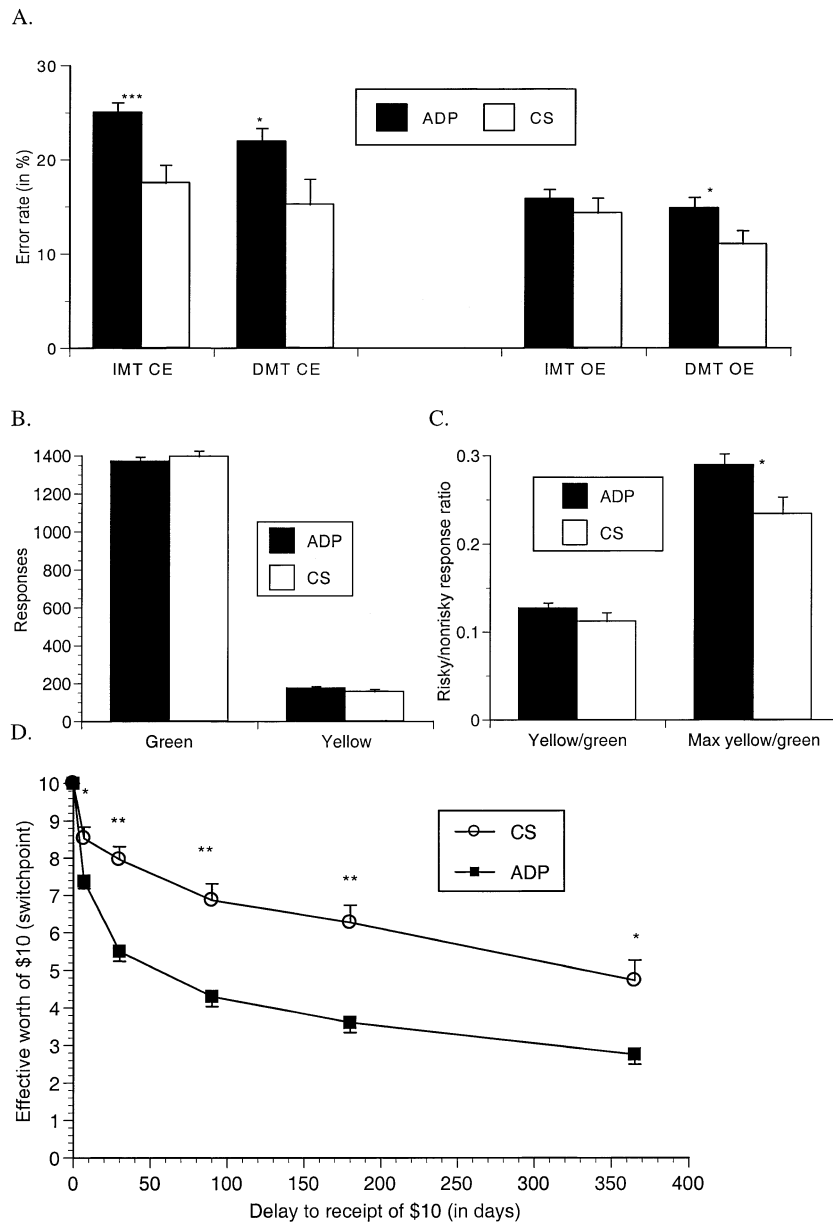 A.
30
20
10
0
Error rate (in %)
***
*
*
ADP CS
IMT CE DMT CE IMT OE DMT OE
B.
1400
1200
1000
800
600
400
200
0
Responses
ADP
CS
Green Yellow
C.
0.3
0.2
0.1
0
Risky/nonrisky response ratio
ADP
CS
*
Yellow/green Max yellow/green
D.
10
9
8
7
6
5
4
3
2
1
0
Effective worth of $10 (switchpoint)
*
**
**
**
*
CS
ADP
0 50 100 150 200 250 300 350 400
Delay to receipt of $10 (in days)